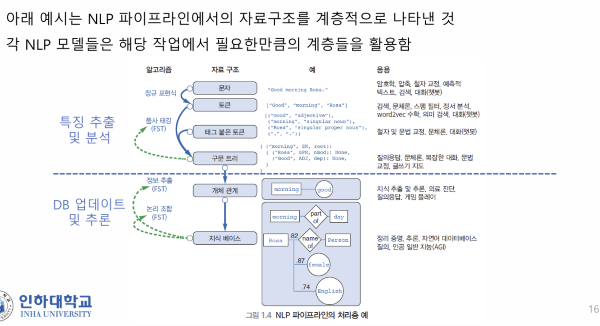 아래 예시는 NLP 파이프라인에서의 자료구조를 계층적으로 나타낸 것
각 NLP 모델들은 해당 작업에서 필요한만큼의 계층들을 활용함
알고리즘 자료 구조 예 응용
정규 표현식
문자
"Good morning Rosa."
암호학, 압축, 철자 교정, 예측적
텍스트, 검색, 대화(챗봇)
토큰
["Good", "morning", "Rosa"]
검색, 문체론, 스팸 필터, 정서 분석,
word2vec 수학, 의미 검색, 대화(챗봇)
특징 추출
및 분석
품사 태깅
(FST)
태그 붙은 토큰
[("Good", "adjective"),
("morning", "singular noun"),
("Rosa", "singular proper noun"),
(".", ".")]
철자 및 문법 교정, 문체론, 대화(챗봇)
구문 트리
{ ("morning", NN, root):
{ ("Rosa", NPR, nmod): None,
("Good", ADJ, dep): None,
}
}
질의응답, 문체론, 복잡한 대화, 문법
교정, 글쓰기 지도
정보 추출
(FST)
개체 관계
morning good
지식 추출 및 추론, 의료 진단,
질의응답, 게임 플레이
DB 업데이트
및 추론
논리 조합
(FST)
지식 베이스
morning part of day
Rosa .82 name of Person
.87 female
.74 English
정리 증명, 추론, 자연어 데이터베이스
질의, 인공 일반 지능(AGI)
그림 1.4 NLP 파이프라인의 처리층 예
인하대학교
INHA UNIVERSITY
16